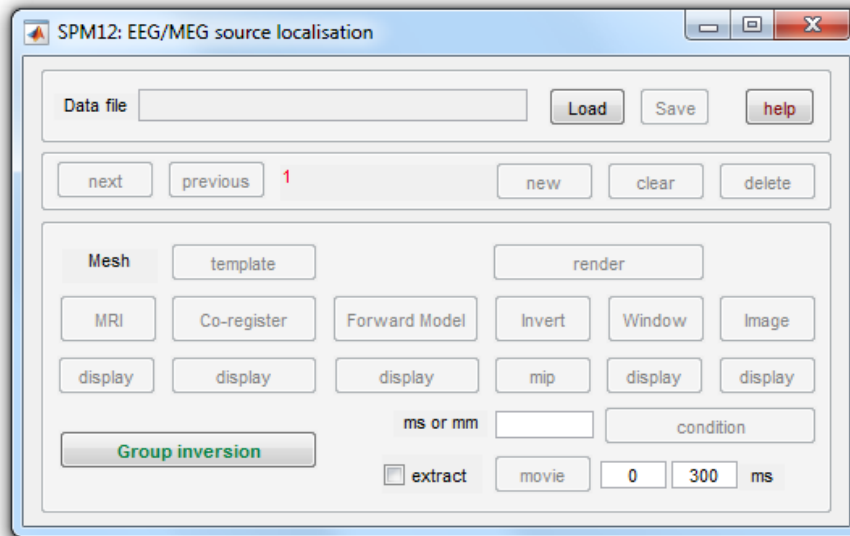 SPM12: EEG/MEG source localisation
Data file Load Save help
next previous 1 new clear delete
Mesh template render
MRI Co-register Forward Model Invert Window Image
display display display mip display display
ms or mm condition
Group inversion
extract movie 0 300 ms